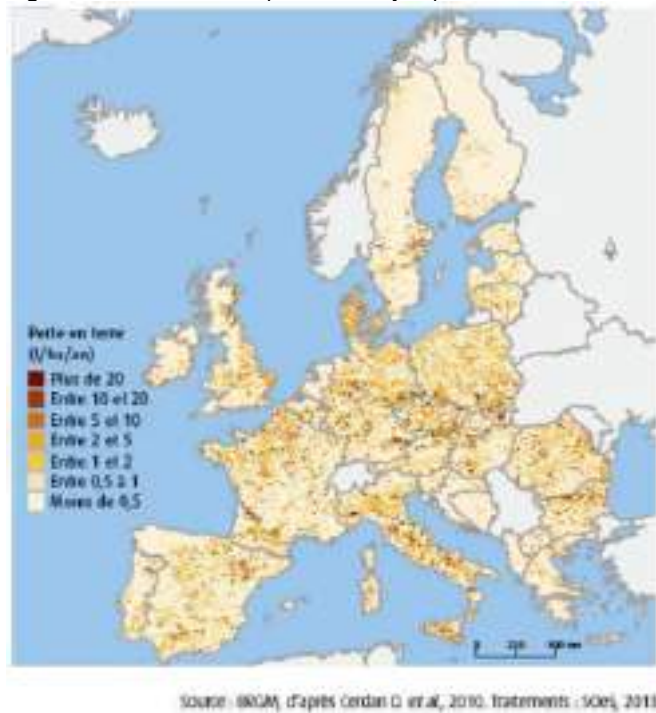 Perte en terre
(t/ha/an)
Plus de 20
Entre 10 et 20
Entre 5 et 10
Entre 2 et 5
Entre 1 et 2
Entre 0,5 à 1
Moins de 0,5
0
Source : BRGM, d'après Cerdan O. et al, 2010. Traitements : SOeS, 2013